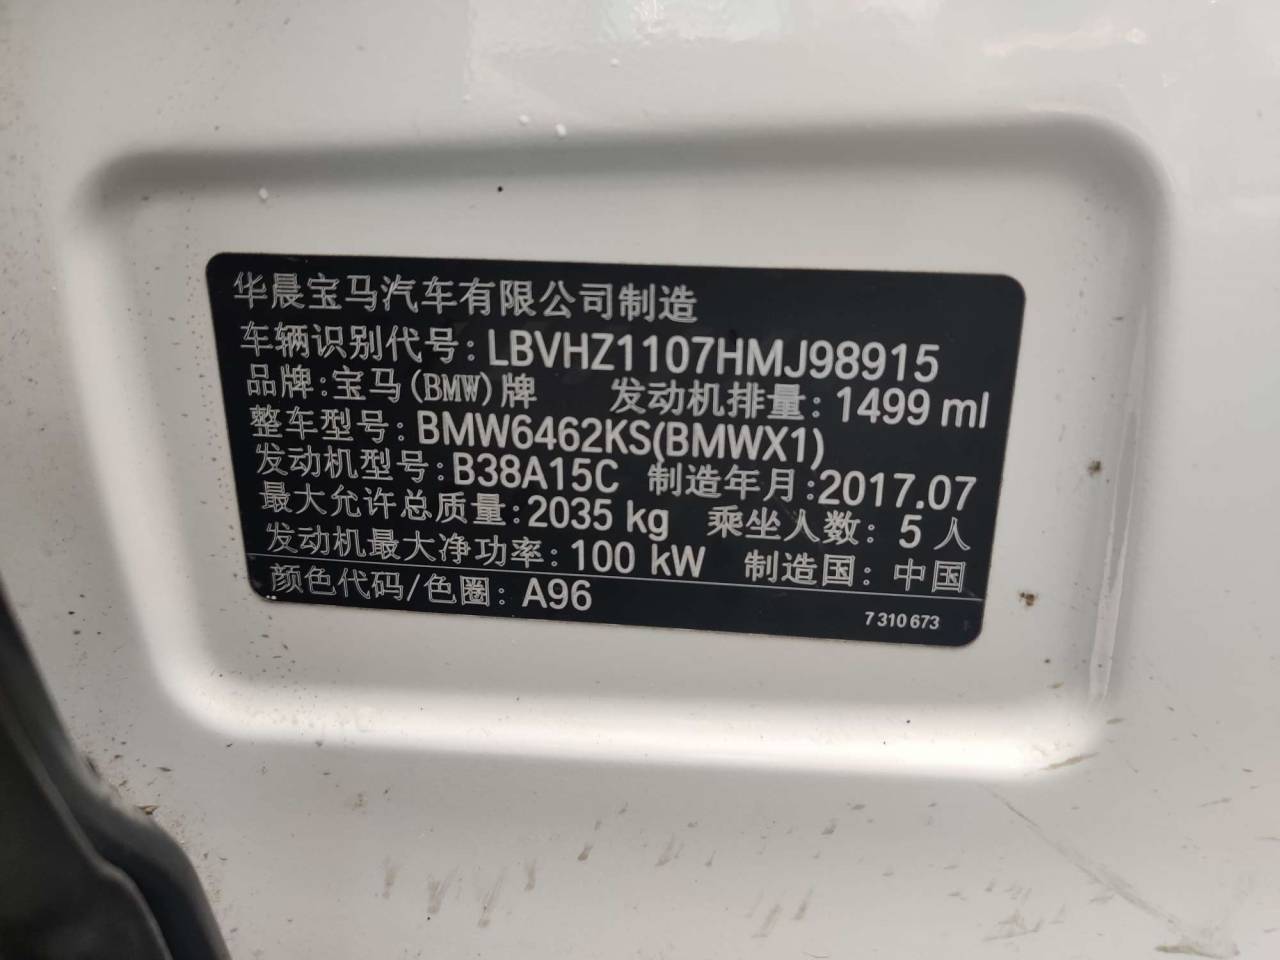 华晨宝马汽车有限公司制造
车辆识别代号: LBVHZ1107HMJ98915
品牌:宝马(BMW)牌 发动机排量: 1499 ml
整车型号: BMW6462KS(BMWX1)
发动机型号: B38A15C 制造年月:2017.07
最大允许总质量:2035 kg 乘坐人数: 5人
发动机最大净功率: 100 kW 制造国: 中国
颜色代码/色圈: A96 7 310 673